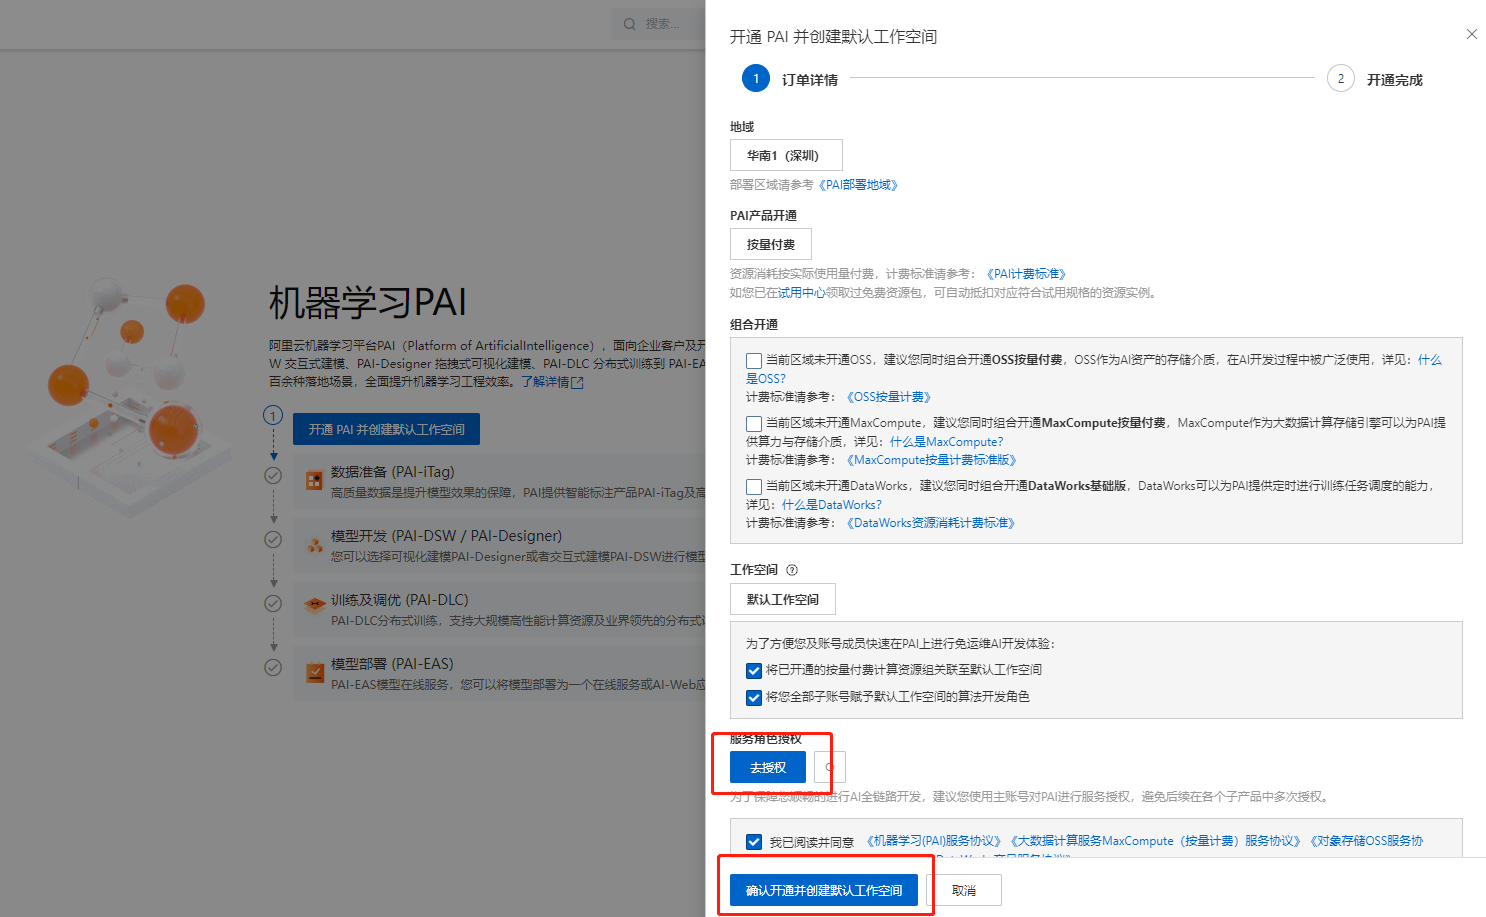 搜索...
机器学习PAI
阿里云机器学习平台PAI（Platform of ArtificialIntelligence），面向企业客户及开
W 交互式建模、PAI-Designer 拖拽式可视化建模、PAI-DLC 分布式训练到 PAI-EA
百余种落地场景，全面提升机器学习工程效率。了解详情
1
开通 PAI 并创建默认工作空间
数据准备 (PAI-iTag)
高质量数据是提升模型效果的保障，PAI提供智能标注产品PAI-iTag及高
模型开发 (PAI-DSW / PAI-Designer)
您可以选择可视化建模PAI-Designer或者交互式建模PAI-DSW进行模型
训练及调优 (PAI-DLC)
PAI-DLC分布式训练，支持大规模高性能计算资源及业界领先的分布式
模型部署 (PAI-EAS)
PAI-EAS模型在线服务，您可以将模型部署为一个在线服务或AI-Web应
开通 PAI 并创建默认工作空间
1 订单详情
2 开通完成
地域
华南1（深圳）
部署区域请参考《PAI部署地域》
PAI产品开通
按量付费
资源消耗按实际使用量付费，计费标准请参考：《PAI计费标准》
如您已在试用中心领取过免费资源包，可自动抵扣对应符合试用规格的资源实例。
组合开通
当前区域未开通OSS，建议您同时组合开通OSS按量付费，OSS作为AI资产的存储介质，在AI开发过程中被广泛使用，详见：什么
是OSS?
计费标准请参考：《OSS按量计费》
当前区域未开通MaxCompute，建议您同时组合开通MaxCompute按量付费，MaxCompute作为大数据计算存储引擎可以为PAI提
供算力与存储介质，详见：什么是MaxCompute?
计费标准请参考：《MaxCompute按量计费标准版》
当前区域未开通DataWorks，建议您同时组合开通DataWorks基础版，DataWorks可以为PAI提供定时进行训练任务调度的能力，
详见：什么是DataWorks?
计费标准请参考：《DataWorks资源消耗计费标准》
工作空间
默认工作空间
为了方便您及账号成员快速在PAI上进行免运维AI开发体验：
将已开通的按量付费计算资源组关联至默认工作空间
将您全部子账号赋予默认工作空间的算法开发角色
服务角色授权
去授权
为了保障您顺畅的进行AI全链路开发，建议您使用主账号对PAI进行服务授权，避免后续在各个子产品中多次授权。
我已阅读并同意 《机器学习(PAI)服务协议》《大数据计算服务MaxCompute（按量计费）服务协议》《对象存储OSS服务协
确认开通并创建默认工作空间
取消